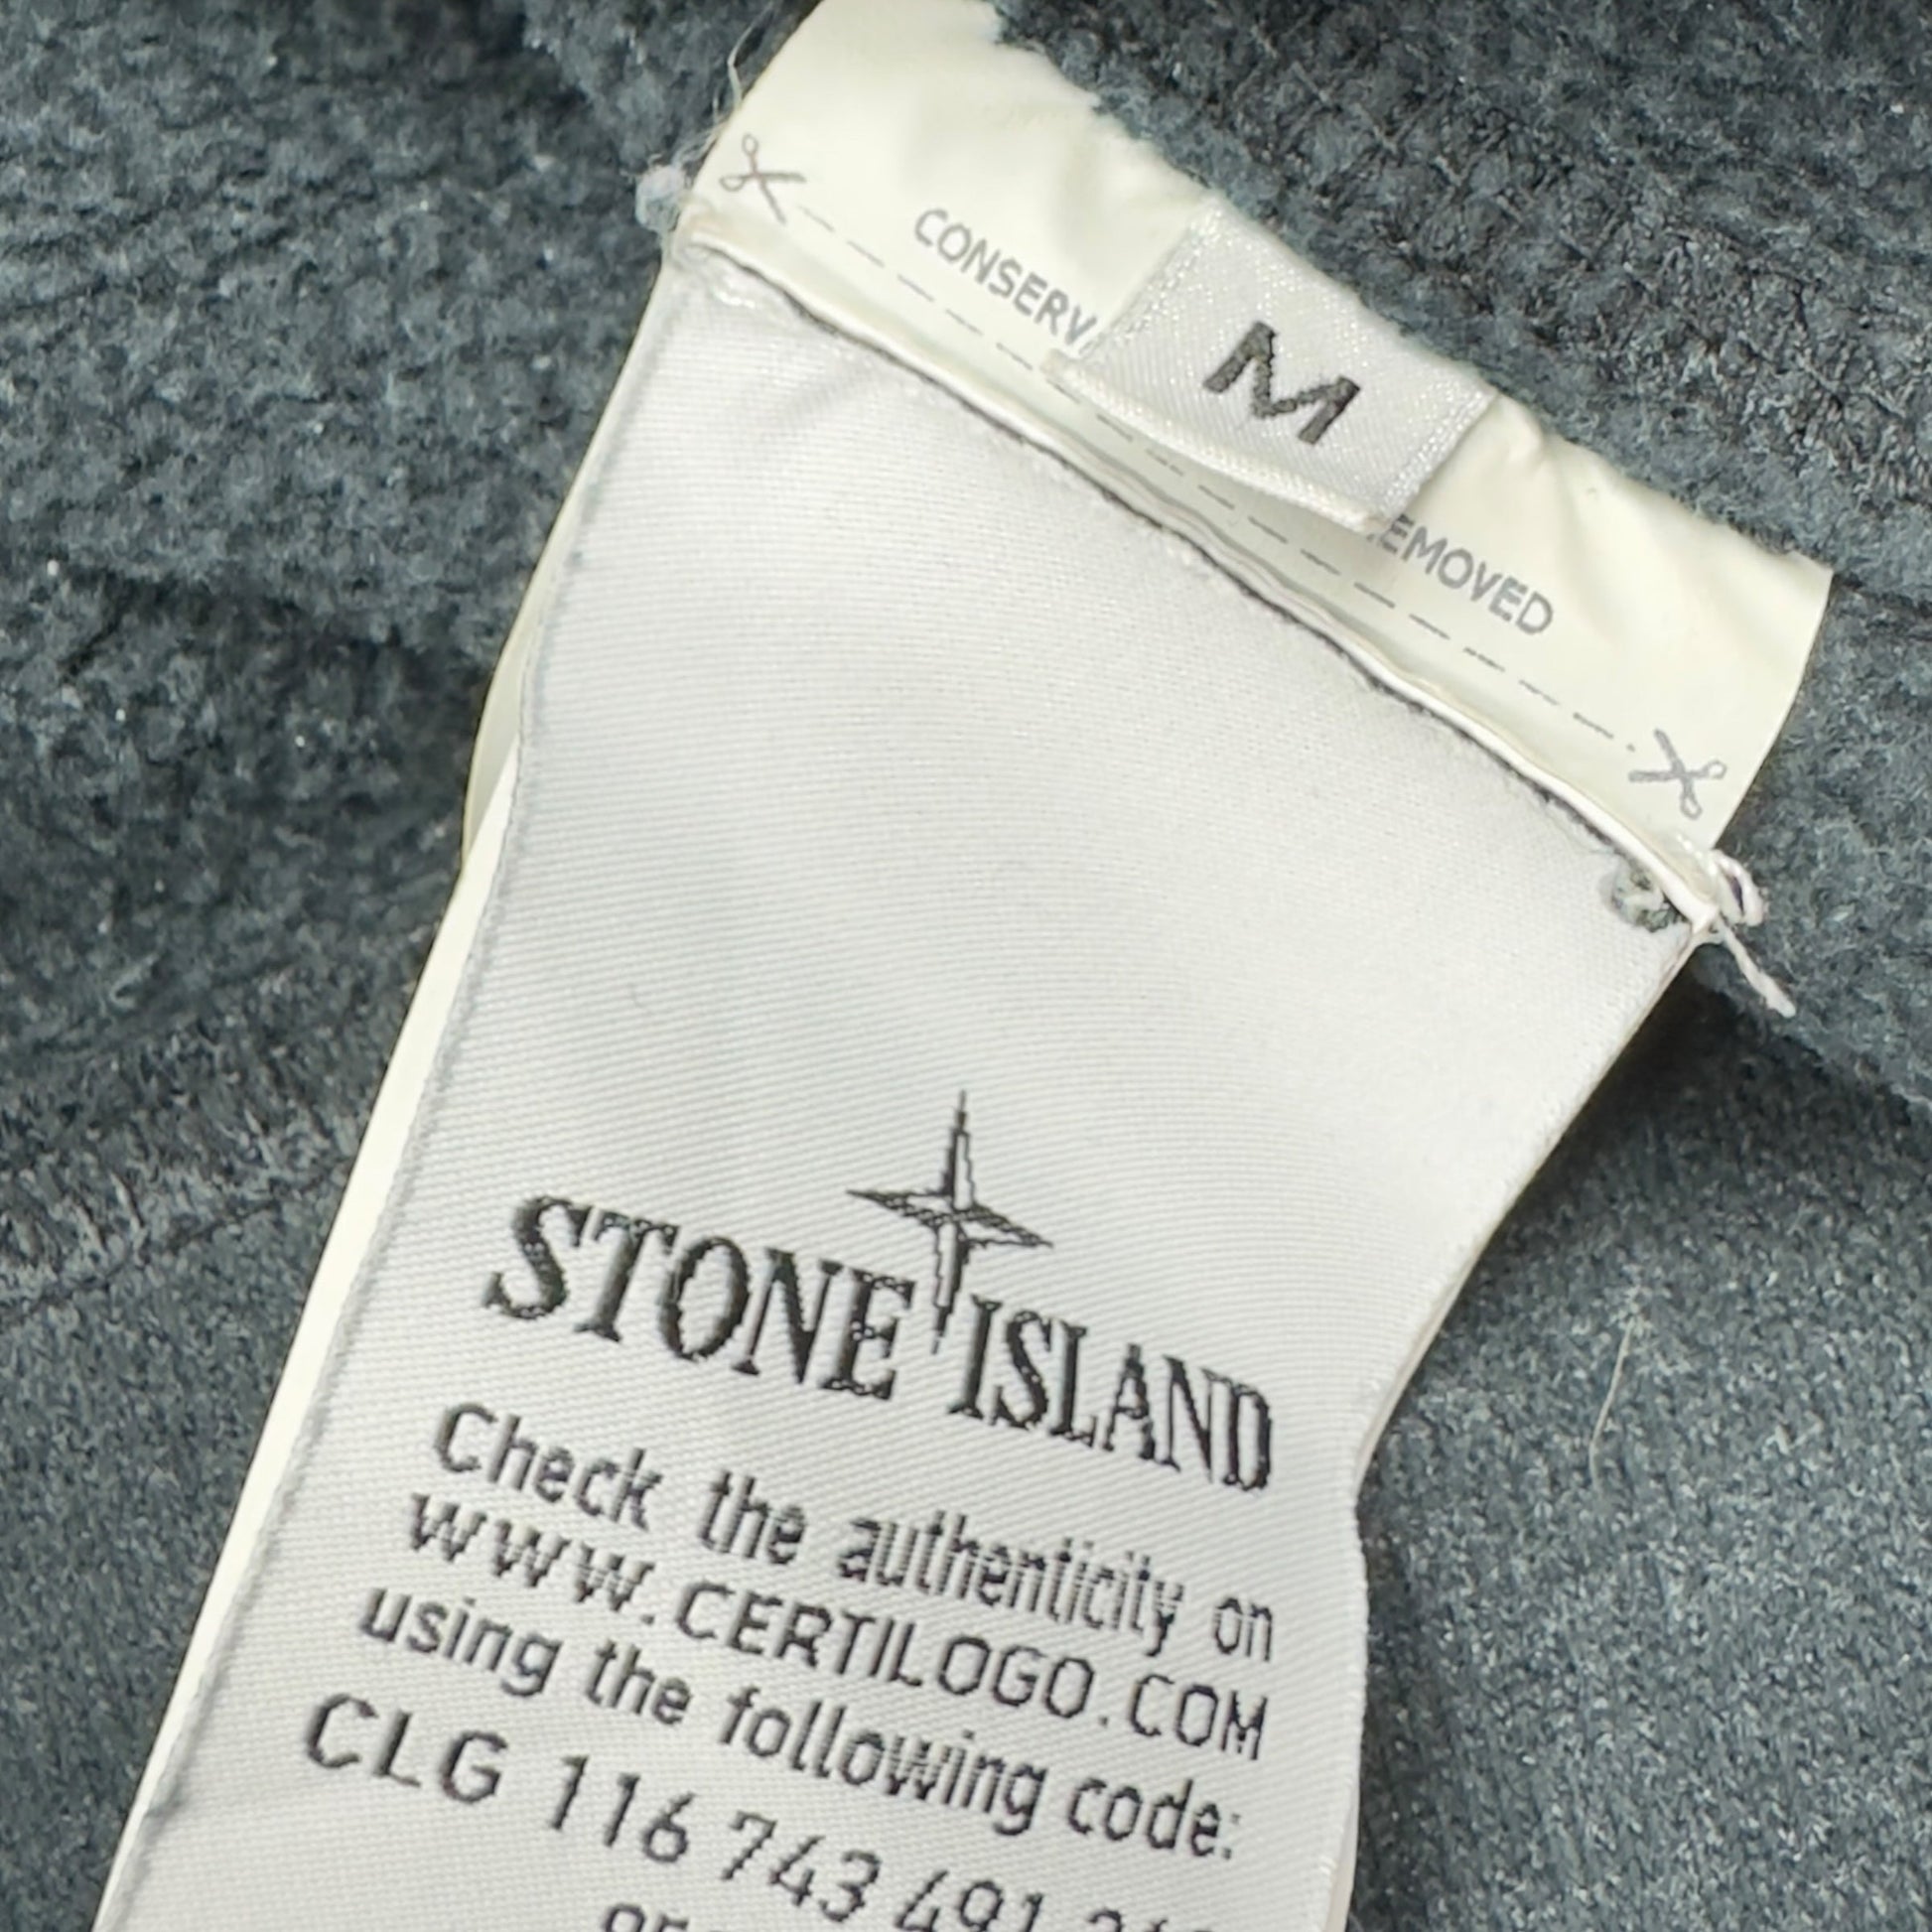 CONSERV
M
EMOVED
STONE ISLAND
Check the authenticity on
WWW.CERTILOGO.COM
using the following code:
CLG 116 743 491
or